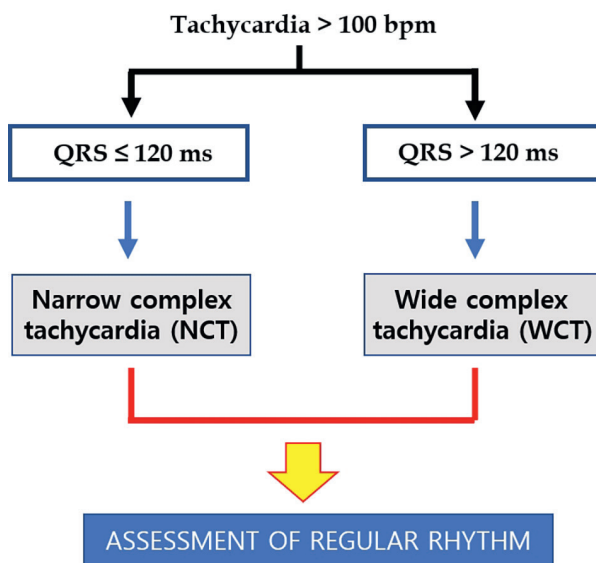 Tachycardia > 100 bpm
QRS ≤ 120 ms
QRS > 120 ms
Narrow complex
tachycardia (NCT)
Wide complex
tachycardia (WCT)
ASSESSMENT OF REGULAR RHYTHM